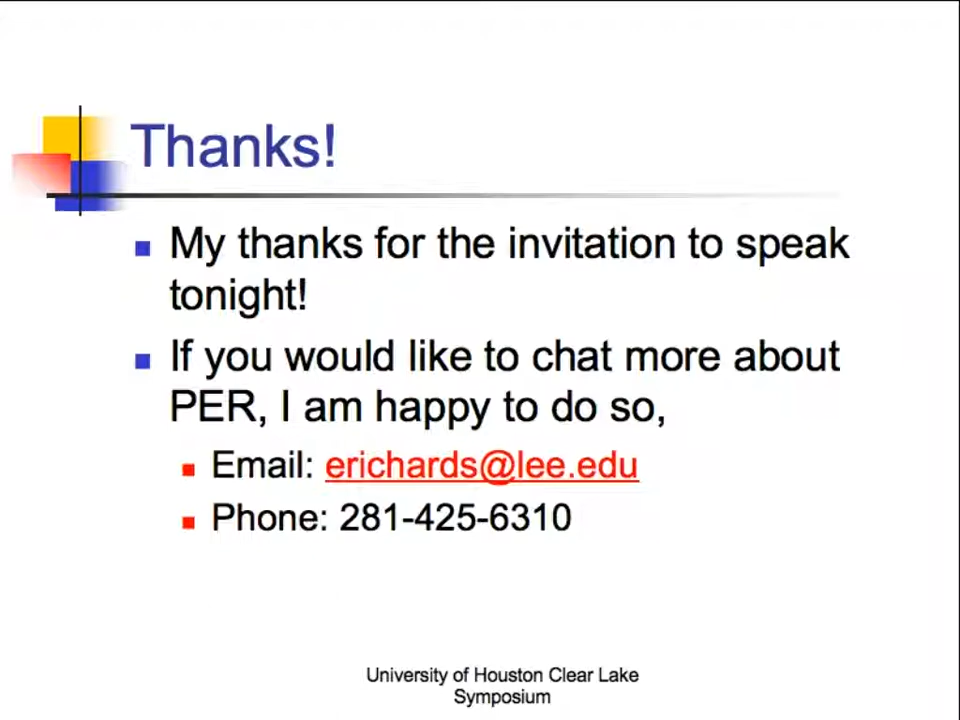 Thanks!
My thanks for the invitation to speak
tonight!
If you would like to chat more about
PER, I am happy to do so,
Email: erichards@lee.edu
Phone: 281-425-6310
University of Houston Clear Lake
Symposium